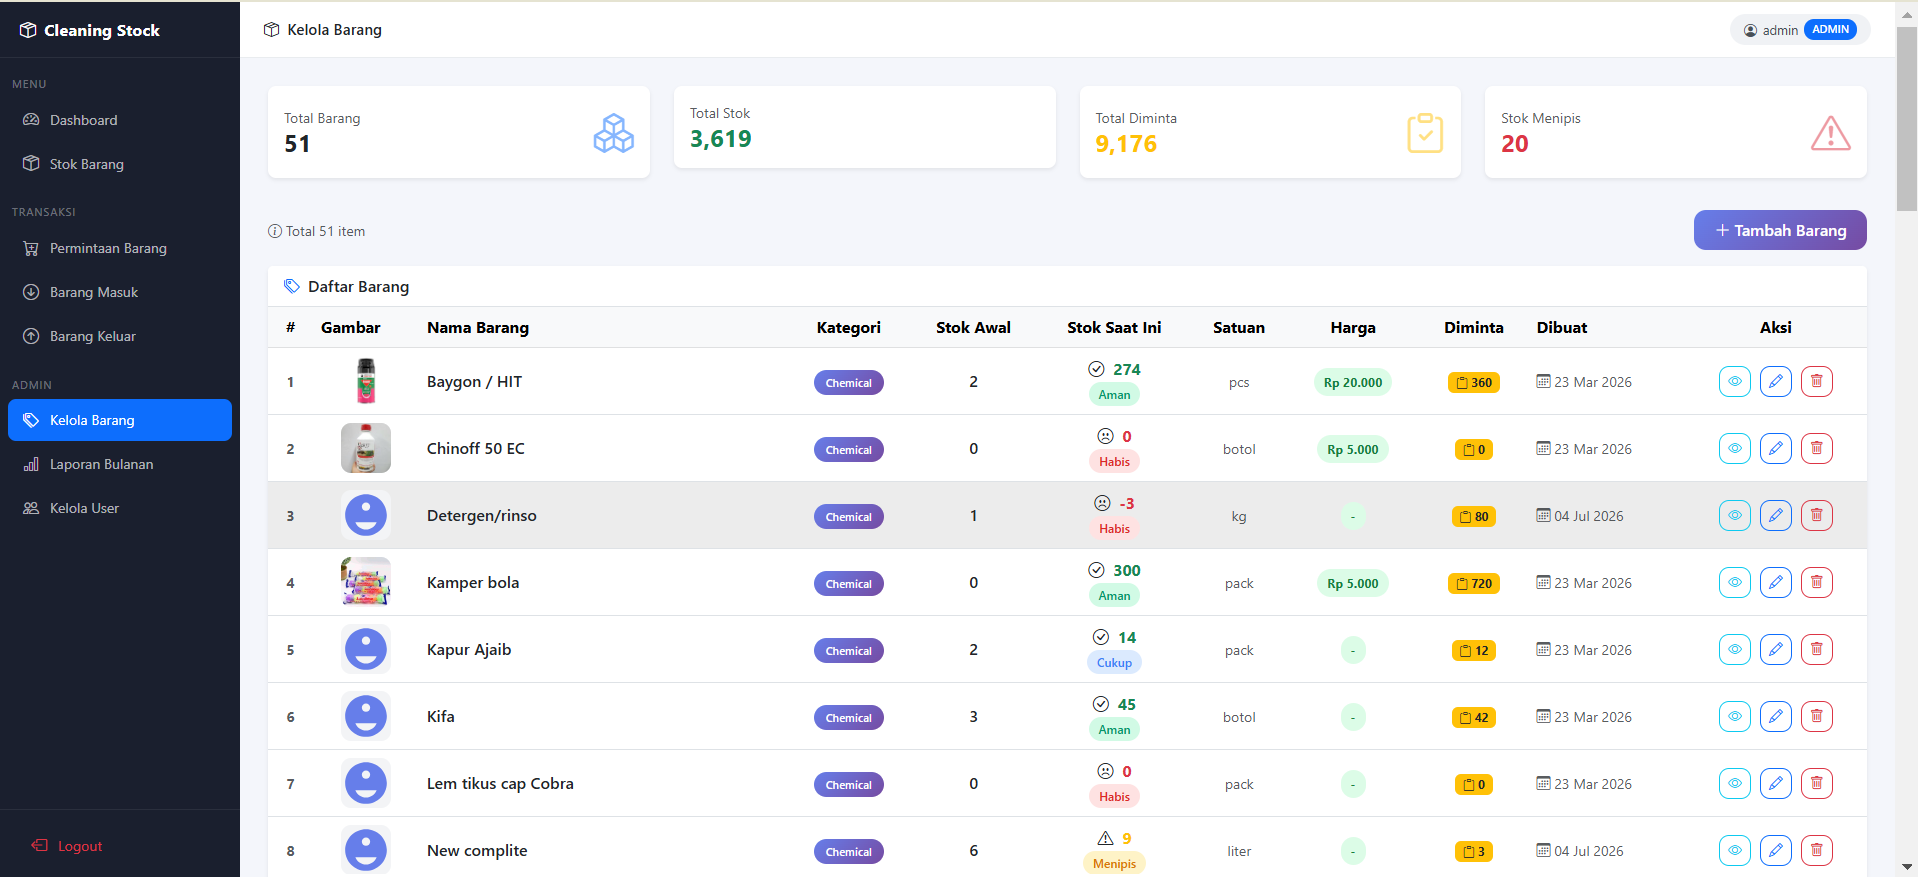 Cleaning Stock
MENU
Dashboard
Stok Barang
TRANSAKSI
Permintaan Barang
Barang Masuk
Barang Keluar
ADMIN
Kelola Barang
Laporan Bulanan
Kelola User
Logout
Kelola Barang
admin ADMIN
Total Barang
51
Total Stok
3,619
Total Diminta
9,176
Stok Menipis
20
Total 51 item
+ Tambah Barang
Daftar Barang
# Gambar Nama Barang Kategori Stok Awal Stok Saat Ini Satuan Harga Diminta Dibuat Aksi
1 Baygon / HIT Chemical 2 274 Aman pcs Rp 20.000 360 23 Mar 2026
2 Chinoff 50 EC Chemical 0 0 Habis botol Rp 5.000 0 23 Mar 2026
3 Detergen/rinso Chemical 1 -3 Habis kg - 80 04 Jul 2026
4 Kamper bola Chemical 0 300 Aman pack Rp 5.000 720 23 Mar 2026
5 Kapur Ajaib Chemical 2 14 Cukup pack - 12 23 Mar 2026
6 Kifa Chemical 3 45 Aman botol - 42 23 Mar 2026
7 Lem tikus cap Cobra Chemical 0 0 Habis pack - 0 23 Mar 2026
8 New complite Chemical 6 9 Menipis liter - 3 04 Jul 2026